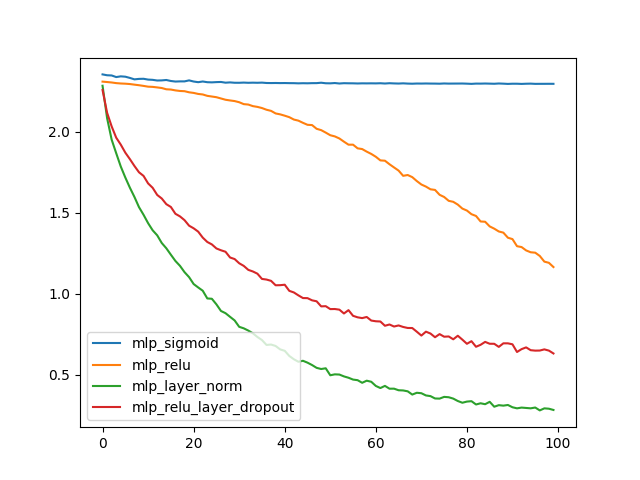 2.0
1.5
1.0
0.5
mlp_sigmoid
mlp_relu
mlp_layer_norm
mlp_relu_layer_dropout
0 20 40 60 80 100